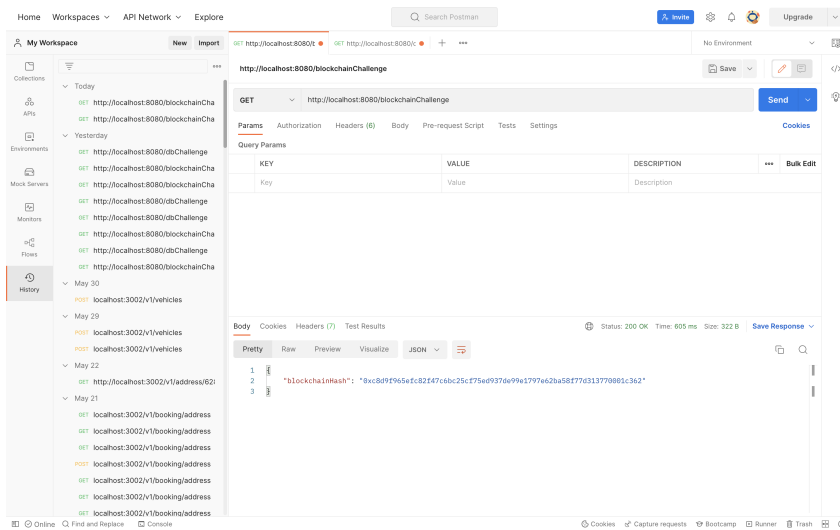 Home Workspaces API Network Explore Search Postman Invite Upgrade
My Workspace New Import GET http://localhost:8080/b GET http://localhost:8080/c + No Environment
http://localhost:8080/blockchainChallenge Save
GET http://localhost:8080/blockchainChallenge Send
Params Authorization Headers (6) Body Pre-request Script Tests Settings Cookies
Query Params
KEY VALUE DESCRIPTION Bulk Edit
Key Value Description
Collections
APIs
Environments
Mock Servers
Monitors
Flows
History
Today
GET http://localhost:8080/blockchainCha
GET http://localhost:8080/blockchainCha
Yesterday
GET http://localhost:8080/dbChallenge
GET http://localhost:8080/blockchainCha
GET http://localhost:8080/blockchainCha
GET http://localhost:8080/dbChallenge
GET http://localhost:8080/dbChallenge
GET http://localhost:8080/blockchainCha
GET http://localhost:8080/dbChallenge
GET http://localhost:8080/blockchainCha
May 30
POST localhost:3002/v1/vehicles
May 29
POST localhost:3002/v1/vehicles
POST localhost:3002/v1/vehicles
May 22
GET http://localhost:3002/v1/address/628
May 21
GET localhost:3002/v1/booking/address
GET localhost:3002/v1/booking/address
GET localhost:3002/v1/booking/address
POST localhost:3002/v1/booking/address
GET localhost:3002/v1/booking/address
GET localhost:3002/v1/booking/address
GET localhost:3002/v1/booking/address
Body Cookies Headers (7) Test Results Status: 200 OK Time: 605 ms Size: 322 B Save Response
Pretty Raw Preview Visualize JSON
1 {
2 "blockchainHash": "0xc8d9f965efc82f47c6bc25cf75ed937de99e1797e62ba58f77d313770001c362"
3 }
Online Find and Replace Console Cookies Capture requests Bootcamp Runner Trash